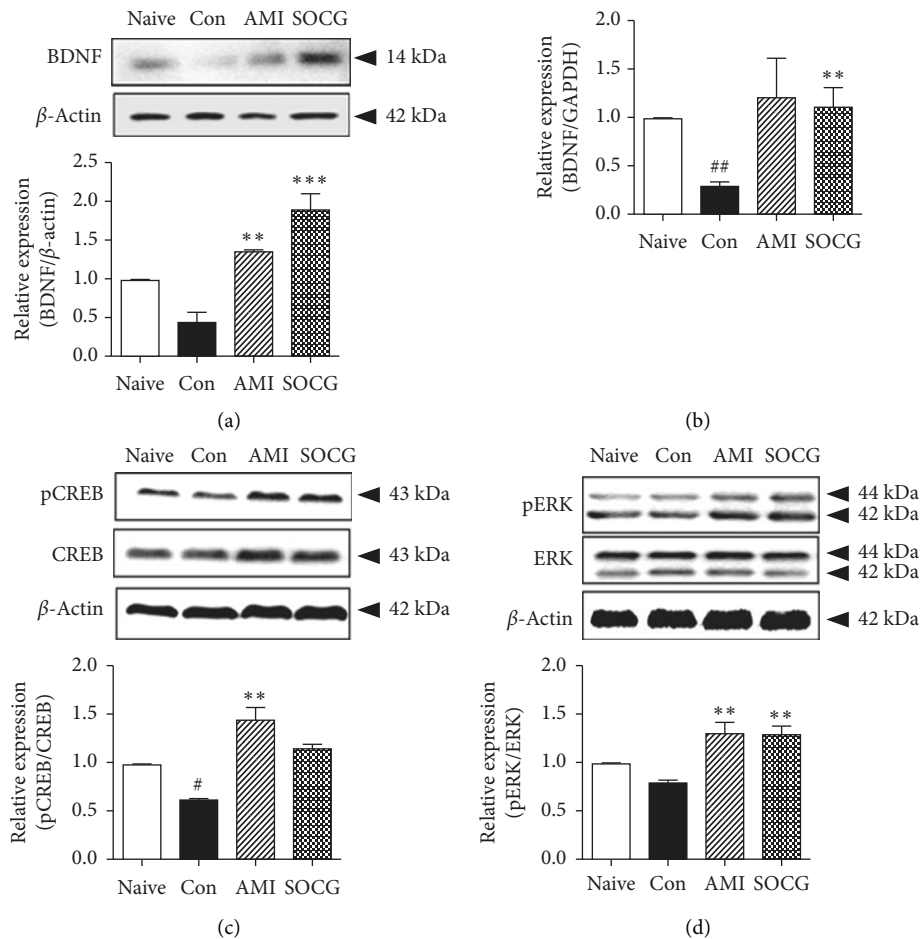 Naive Con AMI SOCG
BDNF 14 kDa
β-Actin 42 kDa
Relative expression
(BDNF/β-actin)
2.5
2.0
1.5
1.0
0.5
0.0
** ***
Naive Con AMI SOCG
(a)
Relative expression
(BDNF/GAPDH)
2.0
1.5
1.0
0.5
0.0
## **
Naive Con AMI SOCG
(b)
Naive Con AMI SOCG
pCREB 43 kDa
CREB 43 kDa
β-Actin 42 kDa
Relative expression
(pCREB/CREB)
2.0
1.5
1.0
0.5
0.0
# **
Naive Con AMI SOCG
(c)
Naive Con AMI SOCG
pERK 44 kDa
42 kDa
ERK 44 kDa
42 kDa
β-Actin 42 kDa
Relative expression
(pERK/ERK)
2.0
1.5
1.0
0.5
0.0
** **
Naive Con AMI SOCG
(d)